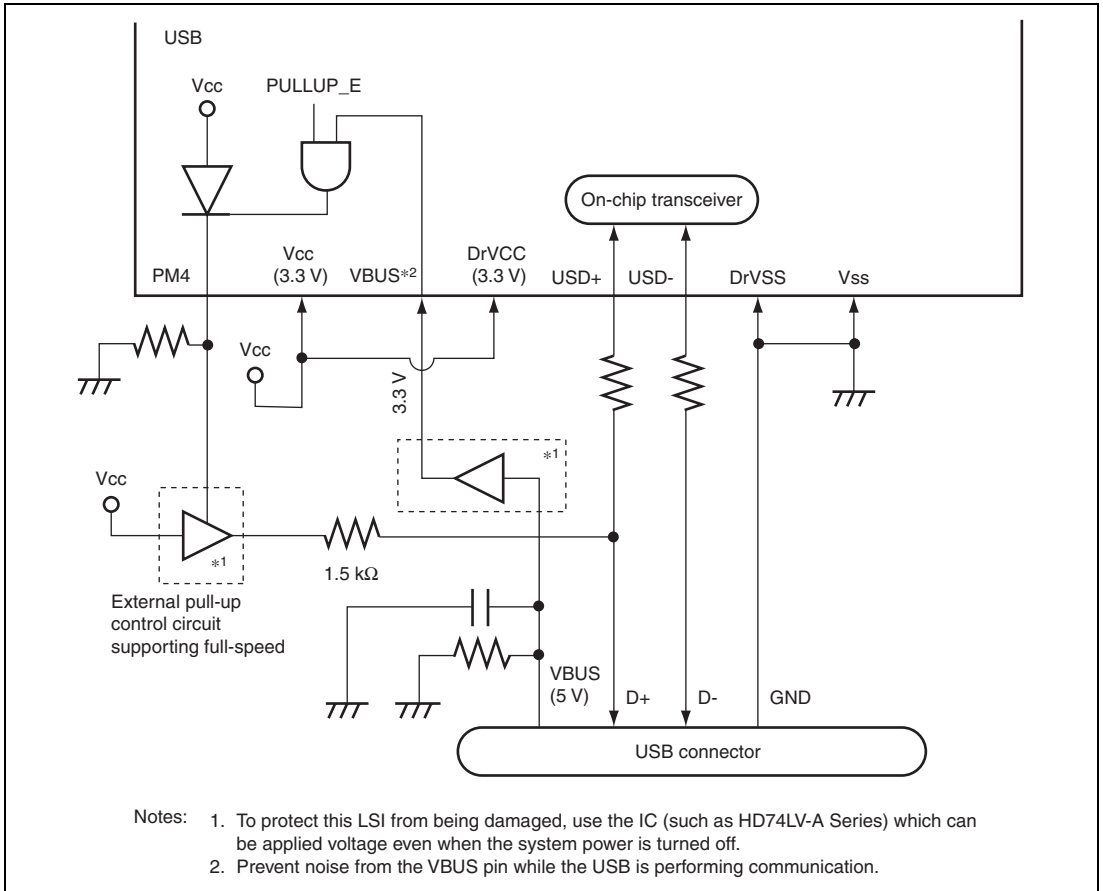 USB
Vcc PULLUP_E
On-chip transceiver
PM4
Vcc
(3.3 V)
VBUS*2
DrVCC
(3.3 V)
USD+ USD- DrVSS Vss
Vcc
3.3 V
*1
Vcc
*1
1.5 kΩ
External pull-up
control circuit
supporting full-speed
VBUS
(5 V)
D+ D- GND
USB connector
Notes: 1. To protect this LSI from being damaged, use the IC (such as HD74LV-A Series) which can
be applied voltage even when the system power is turned off.
2. Prevent noise from the VBUS pin while the USB is performing communication.